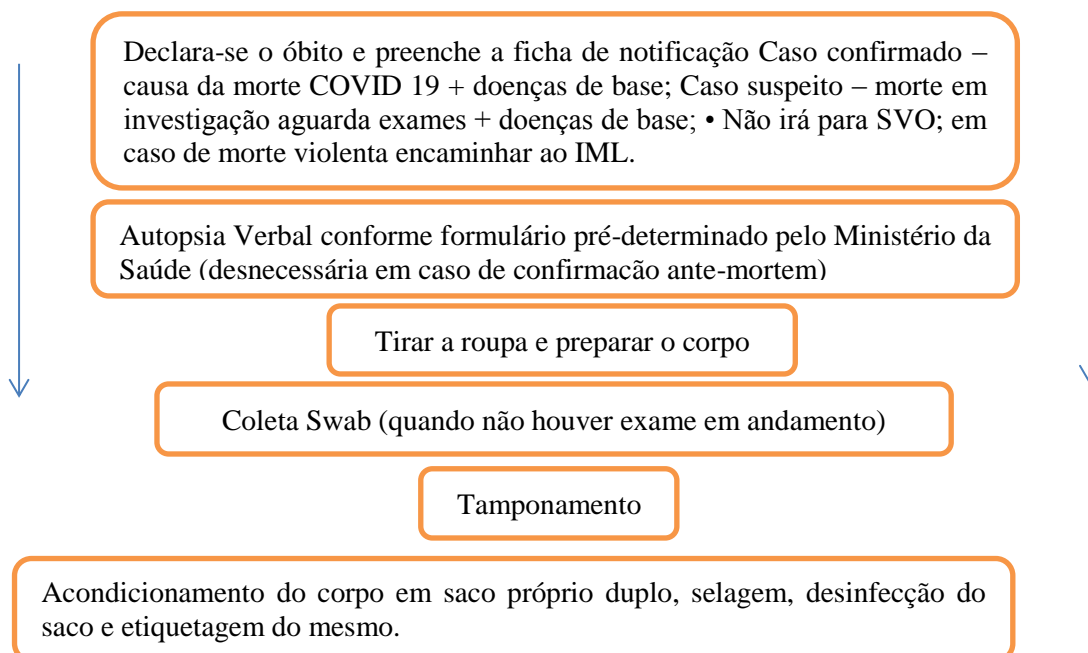 Declara-se o óbito e preenche a ficha de notificação Caso confirmado –
causa da morte COVID 19 + doenças de base; Caso suspeito – morte em
investigação aguarda exames + doenças de base; • Não irá para SVO; em
caso de morte violenta encaminhar ao IML.
Autopsia Verbal conforme formulário pré-determinado pelo Ministério da
Saúde (desnecessária em caso de confirmação ante-mortem)
Tirar a roupa e preparar o corpo
Coleta Swab (quando não houver exame em andamento)
Tamponamento
Acondicionamento do corpo em saco próprio duplo, selagem, desinfecção do
saco e etiquetagem do mesmo.